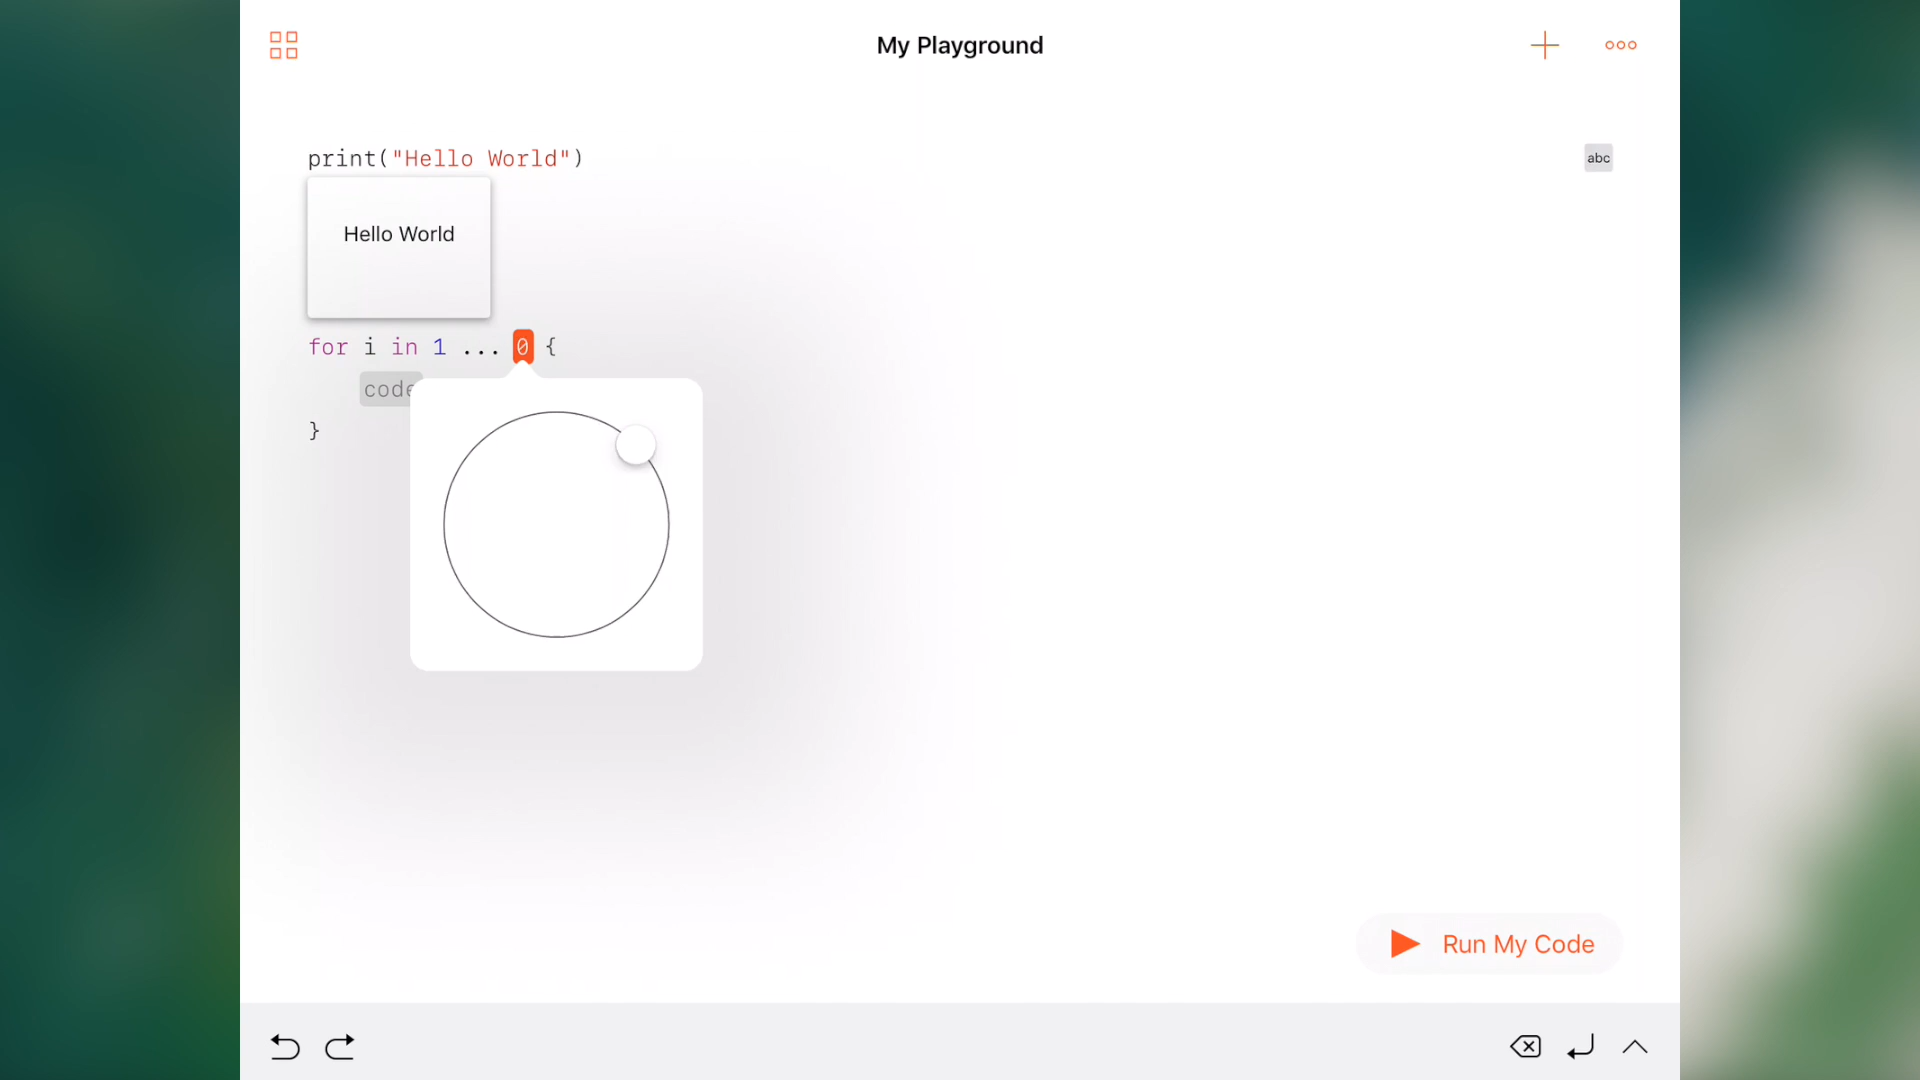 My Playground
print("Hello World")
abc
Hello World
for i in 1 ... 0 {
code
}
Run My Code